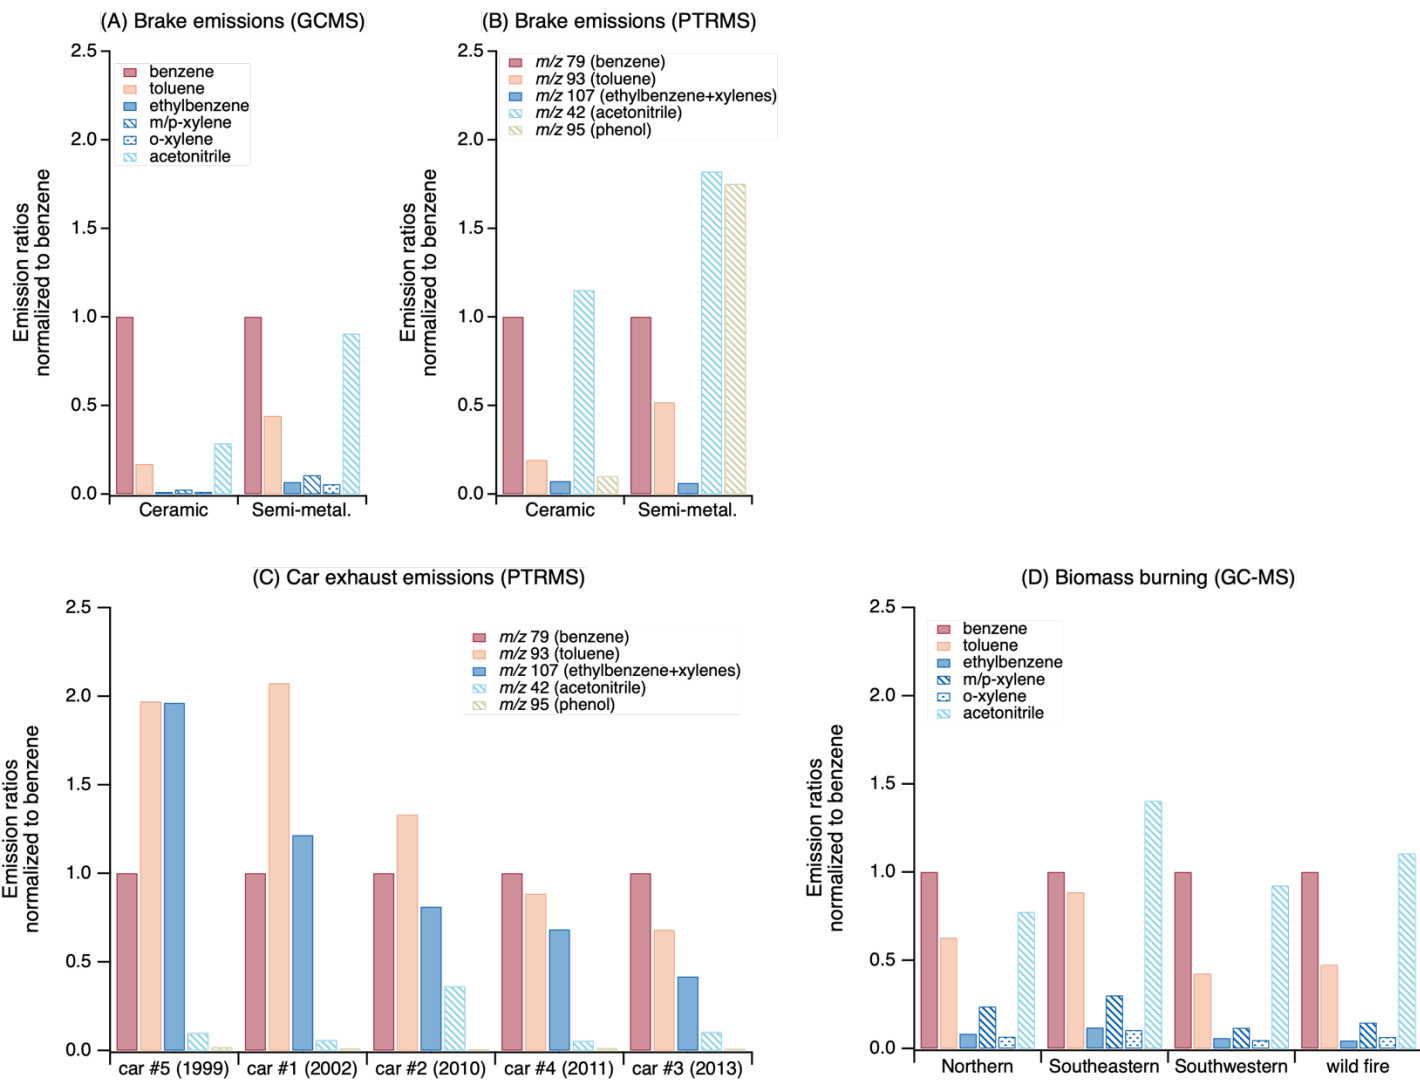 (A) Brake emissions (GCMS)
2.5
2.0
1.5
1.0
0.5
0.0
Emission ratios
normalized to benzene
benzene
toluene
ethylbenzene
m/p-xylene
o-xylene
acetonitrile
Ceramic
Semi-metal.
(B) Brake emissions (PTRMS)
2.5
2.0
1.5
1.0
0.5
0.0
Emission ratios
normalized to benzene
m/z 79 (benzene)
m/z 93 (toluene)
m/z 107 (ethylbenzene+xylenes)
m/z 42 (acetonitrile)
m/z 95 (phenol)
Ceramic
Semi-metal.
(C) Car exhaust emissions (PTRMS)
2.5
2.0
1.5
1.0
0.5
0.0
Emission ratios
normalized to benzene
m/z 79 (benzene)
m/z 93 (toluene)
m/z 107 (ethylbenzene+xylenes)
m/z 42 (acetonitrile)
m/z 95 (phenol)
car #5 (1999)
car #1 (2002)
car #2 (2010)
car #4 (2011)
car #3 (2013)
(D) Biomass burning (GC-MS)
2.5
2.0
1.5
1.0
0.5
0.0
Emission ratios
normalized to benzene
benzene
toluene
ethylbenzene
m/p-xylene
o-xylene
acetonitrile
Northern
Southeastern
Southwestern
wild fire